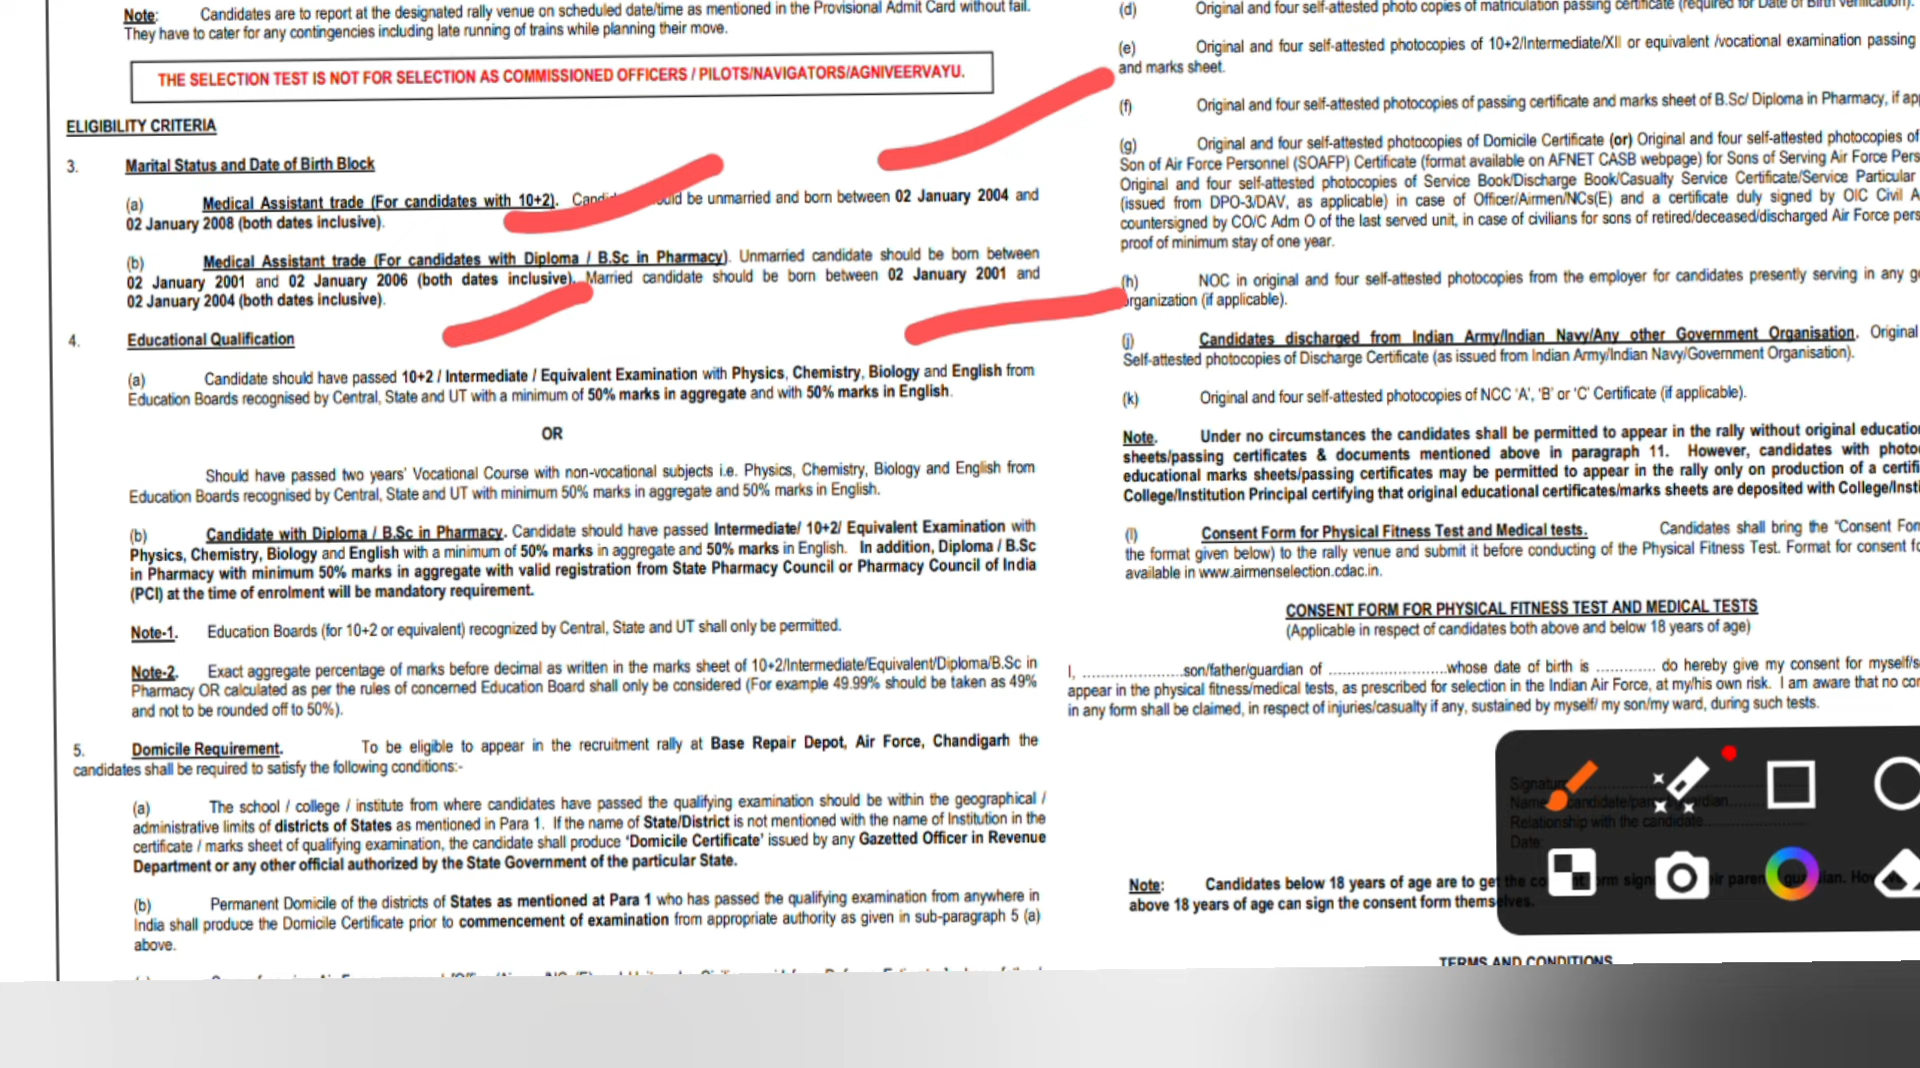 Note: Candidates are to report at the designated rally venue on scheduled date/time as mentioned in the Provisional Admit Card without fail.
They have to cater for any contingencies including late running of trains while planning their move.
THE SELECTION TEST IS NOT FOR SELECTION AS COMMISSIONED OFFICERS / PILOTS/NAVIGATORS/AGNIVEERVAYU.
ELIGIBILITY CRITERIA
3. Marital Status and Date of Birth Block
(a) Medical Assistant trade (For candidates with 10+2). be unmarried and born between 02 January 2004 and
02 January 2008 (both dates inclusive).
(b) Medical Assistant trade (For candidates with Diploma / B.Sc in Pharmacy). Unmarried candidate should be born between
02 January 2001 and 02 January 2006 (both dates inclusive). Married candidate should be born between 02 January 2001 and
02 January 2004 (both dates inclusive).
4. Educational Qualification
(a) Candidate should have passed 10+2 / Intermediate / Equivalent Examination with Physics, Chemistry, Biology and English from
Education Boards recognised by Central, State and UT with a minimum of 50% marks in aggregate and with 50% marks in English.
OR
Should have passed two years' Vocational Course with non-vocational subjects i.e. Physics, Chemistry, Biology and English from
Education Boards recognised by Central, State and UT with minimum 50% marks in aggregate and 50% marks in English.
(b) Candidate with Diploma / B.Sc in Pharmacy. Candidate should have passed Intermediate/ 10+2/ Equivalent Examination with
Physics, Chemistry, Biology and English with a minimum of 50% marks in aggregate and 50% marks in English. In addition, Diploma / B.Sc
in Pharmacy with minimum 50% marks in aggregate with valid registration from State Pharmacy Council or Pharmacy Council of India
(PCI) at the time of enrolment will be mandatory requirement.
Note-1. Education Boards (for 10+2 or equivalent) recognized by Central, State and UT shall only be permitted.
Note-2. Exact aggregate percentage of marks before decimal as written in the marks sheet of 10+2/Intermediate/Equivalent/Diploma/B.Sc in
Pharmacy OR calculated as per the rules of concerned Education Board shall only be considered (For example 49.99% should be taken as 49%
and not to be rounded off to 50%).
5. Domicile Requirement. To be eligible to appear in the recruitment rally at Base Repair Depot, Air Force, Chandigarh the
candidates shall be required to satisfy the following conditions:-
(a) The school / college / institute from where candidates have passed the qualifying examination should be within the geographical /
administrative limits of districts of States as mentioned in Para 1. If the name of State/District is not mentioned with the name of Institution in the
certificate / marks sheet of qualifying examination, the candidate shall produce 'Domicile Certificate' issued by any Gazetted Officer in Revenue
Department or any other official authorized by the State Government of the particular State.
(b) Permanent Domicile of the districts of States as mentioned at Para 1 who has passed the qualifying examination from anywhere in
India shall produce the Domicile Certificate prior to commencement of examination from appropriate authority as given in sub-paragraph 5 (a)
above.
(d) Original and four self-attested photo copies of matriculation passing certificate (required for Date of Birth verification).
(e) Original and four self-attested photocopies of 10+2/Intermediate/XII or equivalent /vocational examination passing
and marks sheet.
(f) Original and four self-attested photocopies of passing certificate and marks sheet of B.Sc/ Diploma in Pharmacy, if
(g) Original and four self-attested photocopies of Domicile Certificate (or) Original and four self-attested photocopies of
Son of Air Force Personnel (SOAFP) Certificate (format available on AFNET CASB webpage) for Sons of Serving Air Force
Original and four self-attested photocopies of Service Book/Discharge Book/Casualty Service Certificate/Service Particular
(issued from DPO-3/DAV, as applicable) in case of Officer/Airmen/NCs(E) and a certificate duly signed by OIC Civil
countersigned by CO/C Adm O of the last served unit, in case of civilians for sons of retired/deceased/discharged Air Force
proof of minimum stay of one year.
(h) NOC in original and four self-attested photocopies from the employer for candidates presently serving in any
organization (if applicable).
(j) Candidates discharged from Indian Army/Indian Navy/Any other Government Organisation. Original
Self-attested photocopies of Discharge Certificate (as issued from Indian Army/Indian Navy/Government Organisation).
(k) Original and four self-attested photocopies of NCC 'A', 'B' or 'C' Certificate (if applicable).
Note. Under no circumstances the candidates shall be permitted to appear in the rally without original
sheets/passing certificates & documents mentioned above in paragraph 11. However, candidates with
educational marks sheets/passing certificates may be permitted to appear in the rally only on production of a
College/Institution Principal certifying that original educational certificates/marks sheets are deposited with
(l) Consent Form for Physical Fitness Test and Medical tests. Candidates shall bring the "Consent
the format given below) to the rally venue and submit it before conducting of the Physical Fitness Test. Format for consent
available in www.airmenselection.cdac.in.
CONSENT FORM FOR PHYSICAL FITNESS TEST AND MEDICAL TESTS
(Applicable in respect of candidates both above and below 18 years of age)
I, ........................son/father/guardian of ............................whose date of birth is .............. do hereby give my consent for
appear in the physical fitness/medical tests, as prescribed for selection in the Indian Air Force, at my/his own risk. I am aware that no
in any form shall be claimed, in respect of injuries/casualty if any, sustained by myself/ my son/my ward, during such tests.
Relationship with the candidate
Date:
Note: Candidates below 18 years of age are to get the
above 18 years of age can sign the consent form themselves.
TERMS AND CONDITIONS